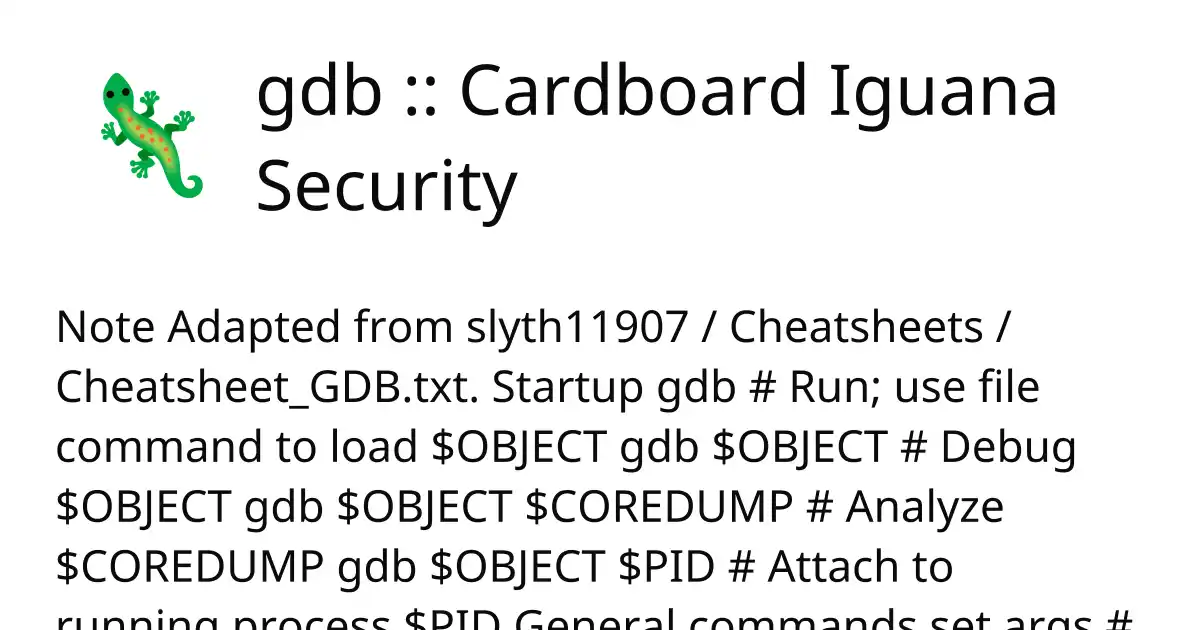 gdb :: Cardboard Iguana
Security
Note Adapted from slyth11907 / Cheatsheets /
Cheatsheet_GDB.txt. Startup gdb # Run; use file
command to load $OBJECT gdb $OBJECT # Debug
$OBJECT gdb $OBJECT $COREDUMP # Analyze
$COREDUMP gdb $OBJECT $PID # Attach to
running process $PID General commands set args #